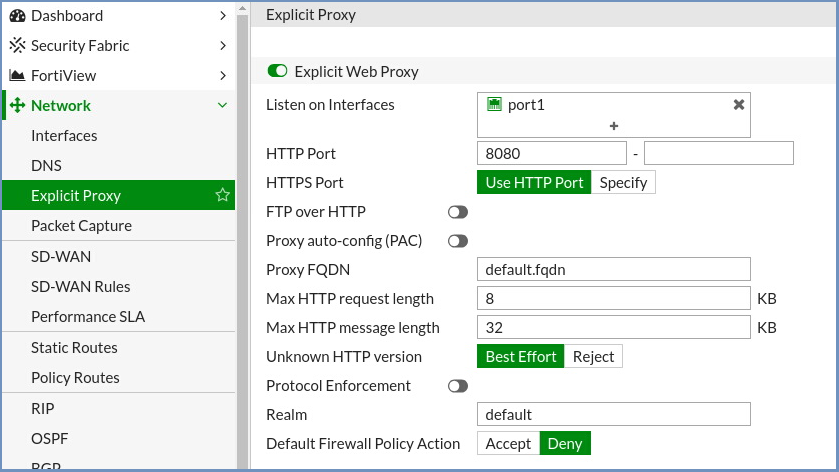 Dashboard
Security Fabric
FortiView
Network
Interfaces
DNS
Explicit Proxy
Packet Capture
SD-WAN
SD-WAN Rules
Performance SLA
Static Routes
Policy Routes
RIP
OSPF
BGP
Explicit Proxy
Explicit Web Proxy
Listen on Interfaces port1
HTTP Port 8080 -
HTTPS Port Use HTTP Port Specify
FTP over HTTP
Proxy auto-config (PAC)
Proxy FQDN default.fqdn
Max HTTP request length 8 KB
Max HTTP message length 32 KB
Unknown HTTP version Best Effort Reject
Protocol Enforcement
Realm default
Default Firewall Policy Action Accept Deny